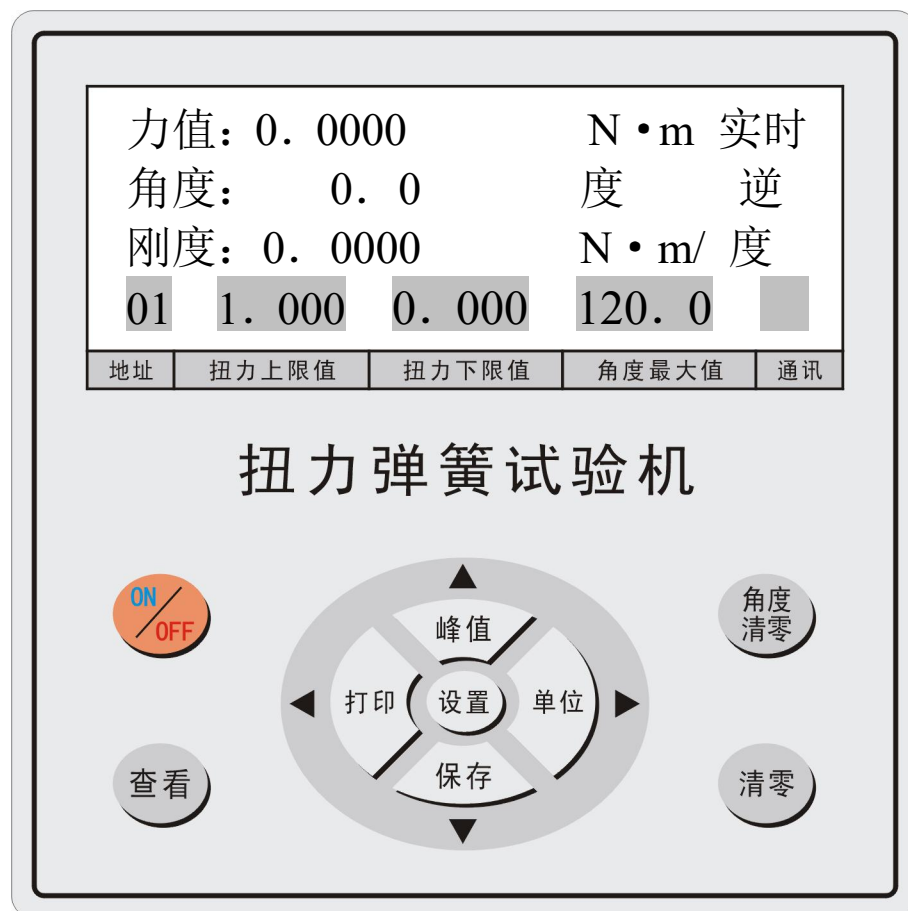 力值：0. 0000 N·m 实时
角度： 0. 0 度 逆
刚度：0. 0000 N·m/ 度
01 1. 000 0. 000 120. 0
地址 扭力上限值 扭力下限值 角度最大值 通讯
扭力弹簧试验机
ON/OFF
峰值
角度
清零
打印 设置 单位
查看
保存
清零